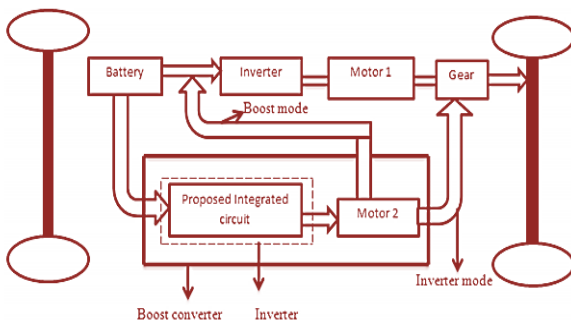 Battery
Inverter
Motor 1
Gear
Boost mode
Proposed Integrated
circuit
Motor 2
Inverter mode
Boost converter
Inverter